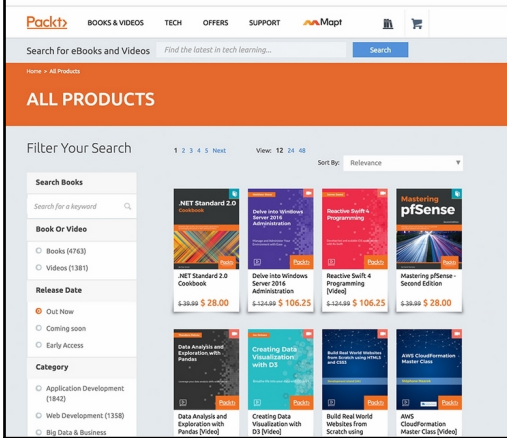 Packt>
BOOKS & VIDEOS
TECH
OFFERS
SUPPORT
Mapt
Search for eBooks and Videos
Find the latest in tech learning...
Search
Home > All Products
ALL PRODUCTS
Filter Your Search
1 2 3 4 5 Next
View: 12 24 48
Sort By: Relevance
Search Books
Search for a keyword
Book Or Video
Books (4763)
Videos (1381)
Release Date
Out Now
Coming soon
Early Access
Category
Application Development
(1842)
Web Development (1358)
Big Data & Business
.NET Standard 2.0
Cookbook
Packt>
.NET Standard 2.0
Cookbook
$ 39.99 $ 28.00
Delve into Windows
Server 2016
Administration
Packt>
Delve into Windows
Server 2016
Administration
$ 124.99 $ 106.25
Reactive Swift 4
Programming
Packt>
Reactive Swift 4
Programming
[Video]
$ 124.99 $ 106.25
Mastering
pfSense
Packt>
Mastering pfSense -
Second Edition
$ 39.99 $ 28.00
Data Analysis and
Exploration with
Pandas
Packt>
Data Analysis and
Exploration with
Pandas [Video]
Creating Data
Visualization
with D3
Packt>
Creating Data
Visualization with
D3 [Video]
Build Real World Websites
from Scratch using HTML5
and CSS3
Packt>
Build Real World
Websites from
Scratch using
AWS CloudFormation
Master Class
Packt>
AWS
CloudFormation
Master Class [Video]